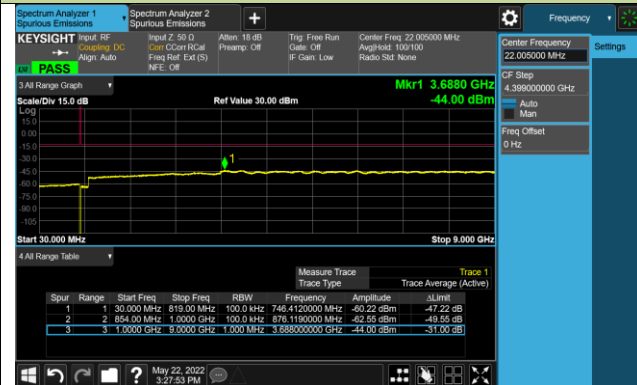 Spectrum Analyzer 1
Spurious Emissions
Spectrum Analyzer 2
Spurious Emissions
+
Frequency
KEYSIGHT
Input: RF
Coupling: DC
Align: Auto
Input Z: 50 Ω
Corr CCorr RCal
Freq Ref: Ext (S)
NFE: Off
Atten: 18 dB
Preamp: Off
Trig: Free Run
Gate: Off
IF Gain: Low
Center Freq: 22.005000 MHz
Avg|Hold: 100/100
Radio Std: None
PASS
Center Frequency
22.005000 MHz
Settings
CF Step
4.399000000 GHz
Auto
Man
Freq Offset
0 Hz
3 All Range Graph
Mkr1 3.6880 GHz
-44.00 dBm
Scale/Div 15.0 dB
Ref Value 30.00 dBm
Log
15.0
0.00
-15.0
-30.0
-45.0
-60.0
-75.0
-90.0
-105
1
Start 30.000 MHz
Stop 9.000 GHz
4 All Range Table
Measure Trace Trace 1
Trace Type Trace Average (Active)
Spur Range Start Freq Stop Freq RBW Frequency Amplitude ΔLimit
1 1 30.000 MHz 819.00 MHz 100.0 kHz 746.4120000 MHz -60.22 dBm -47.22 dB
2 2 854.00 MHz 1.0000 GHz 100.0 kHz 876.1190000 MHz -62.55 dBm -49.55 dB
3 3 1.0000 GHz 9.0000 GHz 1.000 MHz 3.688000000 GHz -44.00 dBm -31.00 dB
?
May 22, 2022
3:27:53 PM